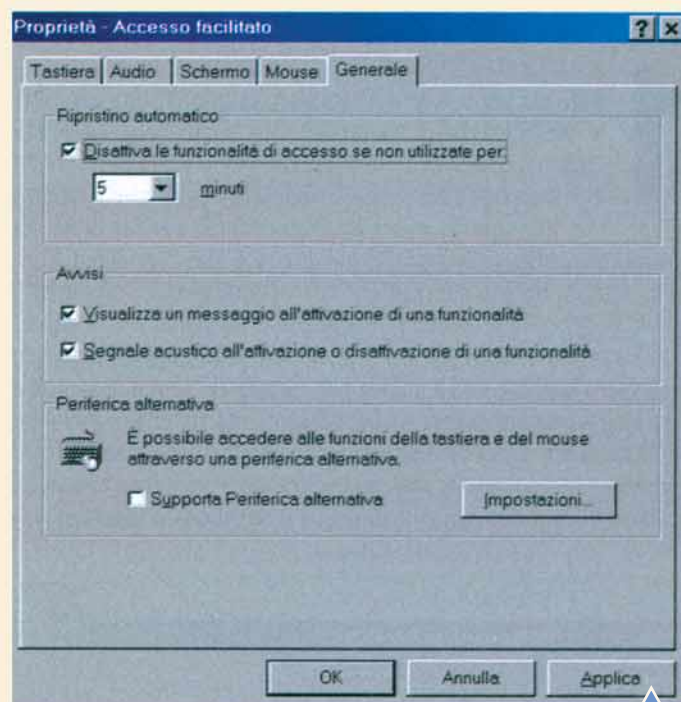 Proprietà - Accesso facilitato
Tastiera Audio Schermo Mouse Generale
Ripristino automatico
Disattiva le funzionalità di accesso se non utilizzate per:
5 minuti
Avvisi
Visualizza un messaggio all'attivazione di una funzionalità
Segnale acustico all'attivazione o disattivazione di una funzionalità
Periferica alternativa
È possibile accedere alle funzioni della tastiera e del mouse
attraverso una periferica alternativa.
Supporta Periferica alternativa Impostazioni...
OK Annulla Applica